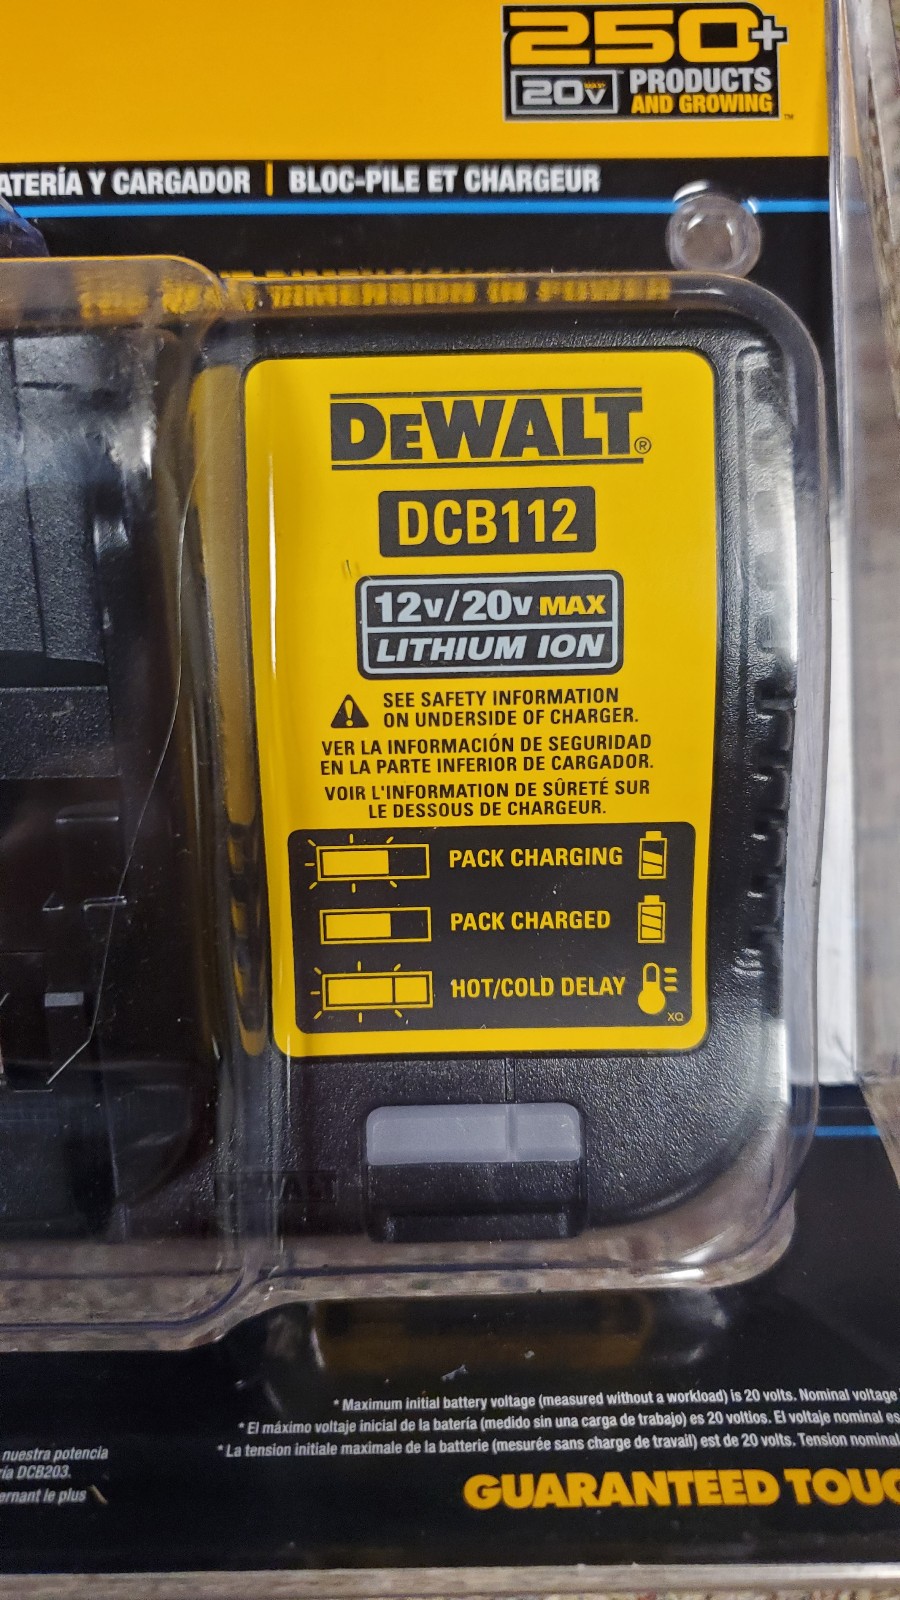 250+
20V MAX* PRODUCTS
AND GROWING™
ATERÍA Y CARGADOR | BLOC-PILE ET CHARGEUR
DEWALT®
DCB112
12V/20V MAX
LITHIUM ION
SEE SAFETY INFORMATION
ON UNDERSIDE OF CHARGER.
VER LA INFORMACIÓN DE SEGURIDAD
EN LA PARTE INFERIOR DE CARGADOR.
VOIR L'INFORMATION DE SÛRETÉ SUR
LE DESSOUS DE CHARGEUR.
PACK CHARGING
PACK CHARGED
HOT/COLD DELAY
XQ
DEWALT
* Maximum initial battery voltage (measured without a workload) is 20 volts. Nominal voltage
* El máximo voltaje inicial de la batería (medido sin una carga de trabajo) es 20 voltios. El voltaje nominal es
* La tension initiale maximale de la batterie (mesurée sans charge de travail) est de 20 volts. Tension nominal
nuestra potencia
ía DCB203.
ernant le plus
GUARANTEED TOUG